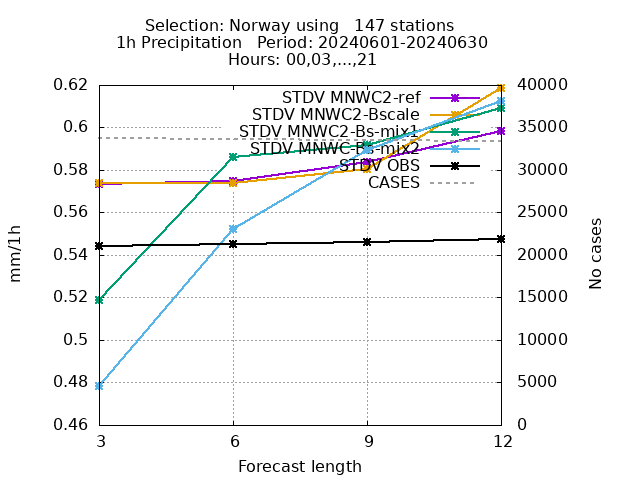 Selection: Norway using   147 stations
1h Precipitation   Period: 20240601-20240630
Hours: 00,03,...,21
0.62
0.6
0.58
0.56
0.54
0.52
0.5
0.48
0.46
mm/1h
STDV MNWC2-ref
STDV MNWC2-Bscale
STDV MNWC2-Bs-mix1
STDV MNWC2-Bs-mix2
STDV OBS
CASES
40000
35000
30000
25000
20000
15000
10000
5000
0
No cases
3 6 9 12
Forecast length